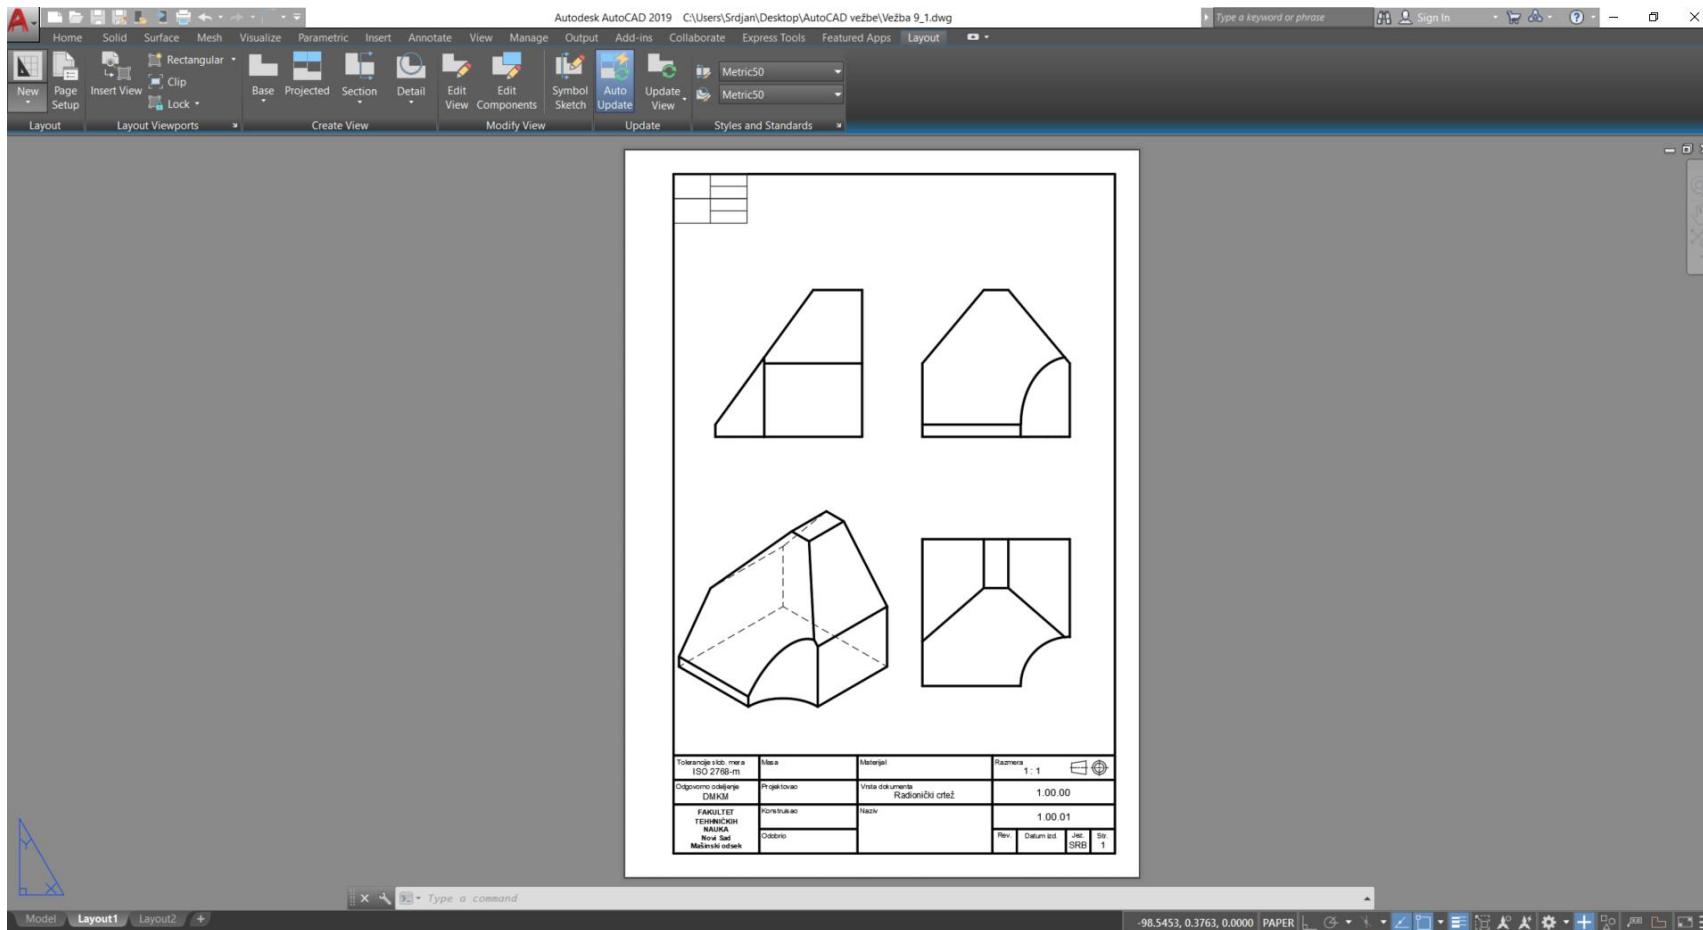 Autodesk AutoCAD 2019 C:\Users\Srdjan\Desktop\AutoCAD vežbe\Vežba 9_1.dwg
Type a keyword or phrase
Sign In
Home Solid Surface Mesh Visualize Parametric Insert Annotate View Manage Output Add-ins Collaborate Express Tools Featured Apps Layout
New
Page Setup
Insert View
Rectangular
Clip
Lock
Base
Projected
Section
Detail
Edit View
Edit Components
Symbol Sketch
Auto Update
Update View
Metric50
Metric50
Layout
Layout Viewports
Create View
Modify View
Update
Styles and Standards
Tolerancije slob. mera
ISO 2768-m
Masa
Materijal
Razmera
1 : 1
Odgovorno odeljenje
DMKM
Projektovao
Vrsta dokumenta
Radionički crtež
1.00.00
FAKULTET
TEHHNIČKIH
NAUKA
Novi Sad
Mašinski odsek
Konstruisao
Naziv
1.00.01
Odobrio
Rev.
Datum izd.
Jez.
SRB
Str.
1
Y
X
Type a command
Model Layout1 Layout2 +
-98.5453, 0.3763, 0.0000 PAPER